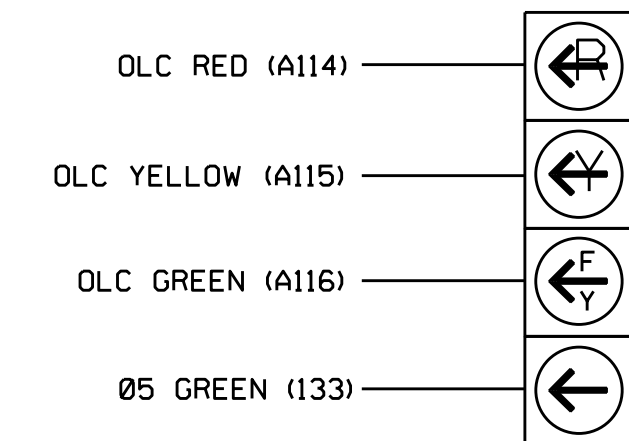 OLC RED (A114)
R
OLC YELLOW (A115)
Y
OLC GREEN (A116)
F
Y
Ø5 GREEN (133)